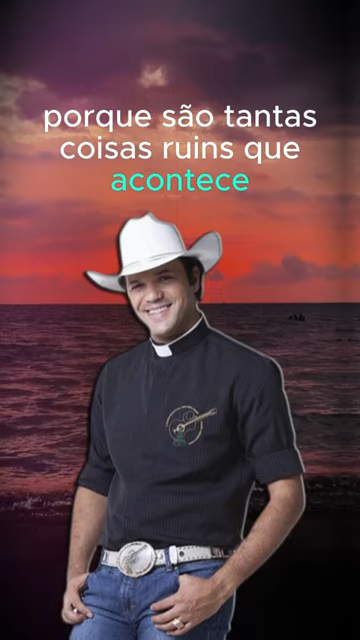 porque são tantas
coisas ruins que
acontece